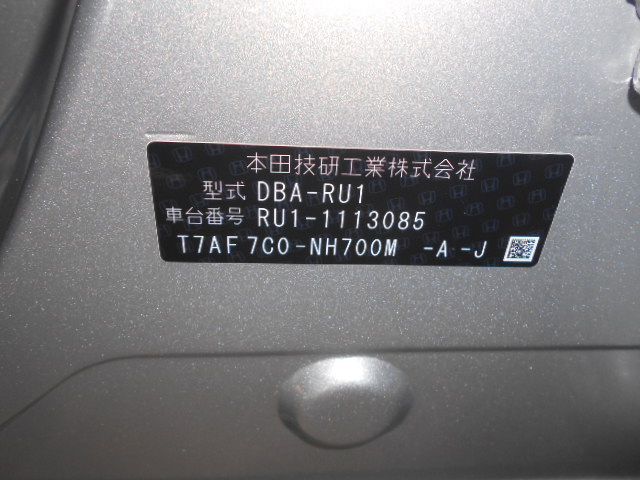 本田技研工業株式会社
型式 DBA-RU1
車台番号 RU1-1113085
T7AF 7C0-NH700M -A -J